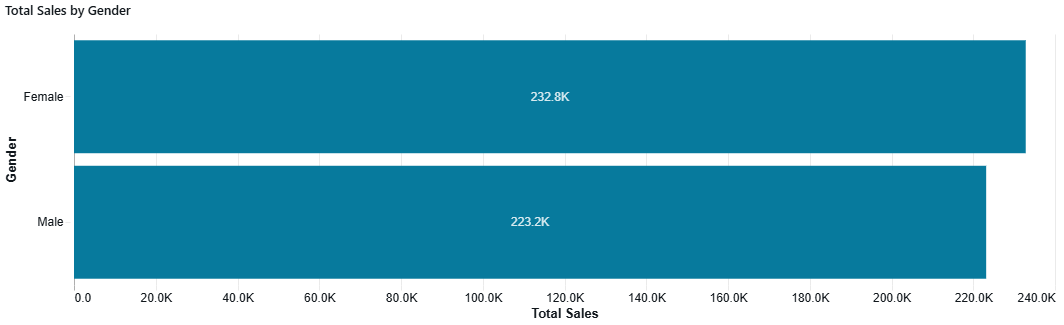 Total Sales by Gender
Gender
Female
232.8K
Male
223.2K
0.0 20.0K 40.0K 60.0K 80.0K 100.0K 120.0K 140.0K 160.0K 180.0K 200.0K 220.0K 240.0K
Total Sales